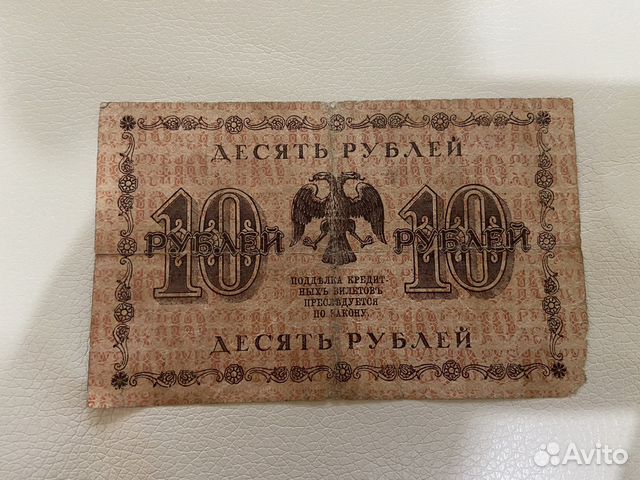 ДЕСЯТЬ РУБЛЕЙ
10 10
РУБЛЕЙ РУБЛЕЙ
ПОДДѢЛКА КРЕДИТ-
НЫХЪ БИЛЕТОВЪ
ПРЕСЛѢДУЕТСЯ
ПО ЗАКОНУ.
ДЕСЯТЬ РУБЛЕЙ
Avito